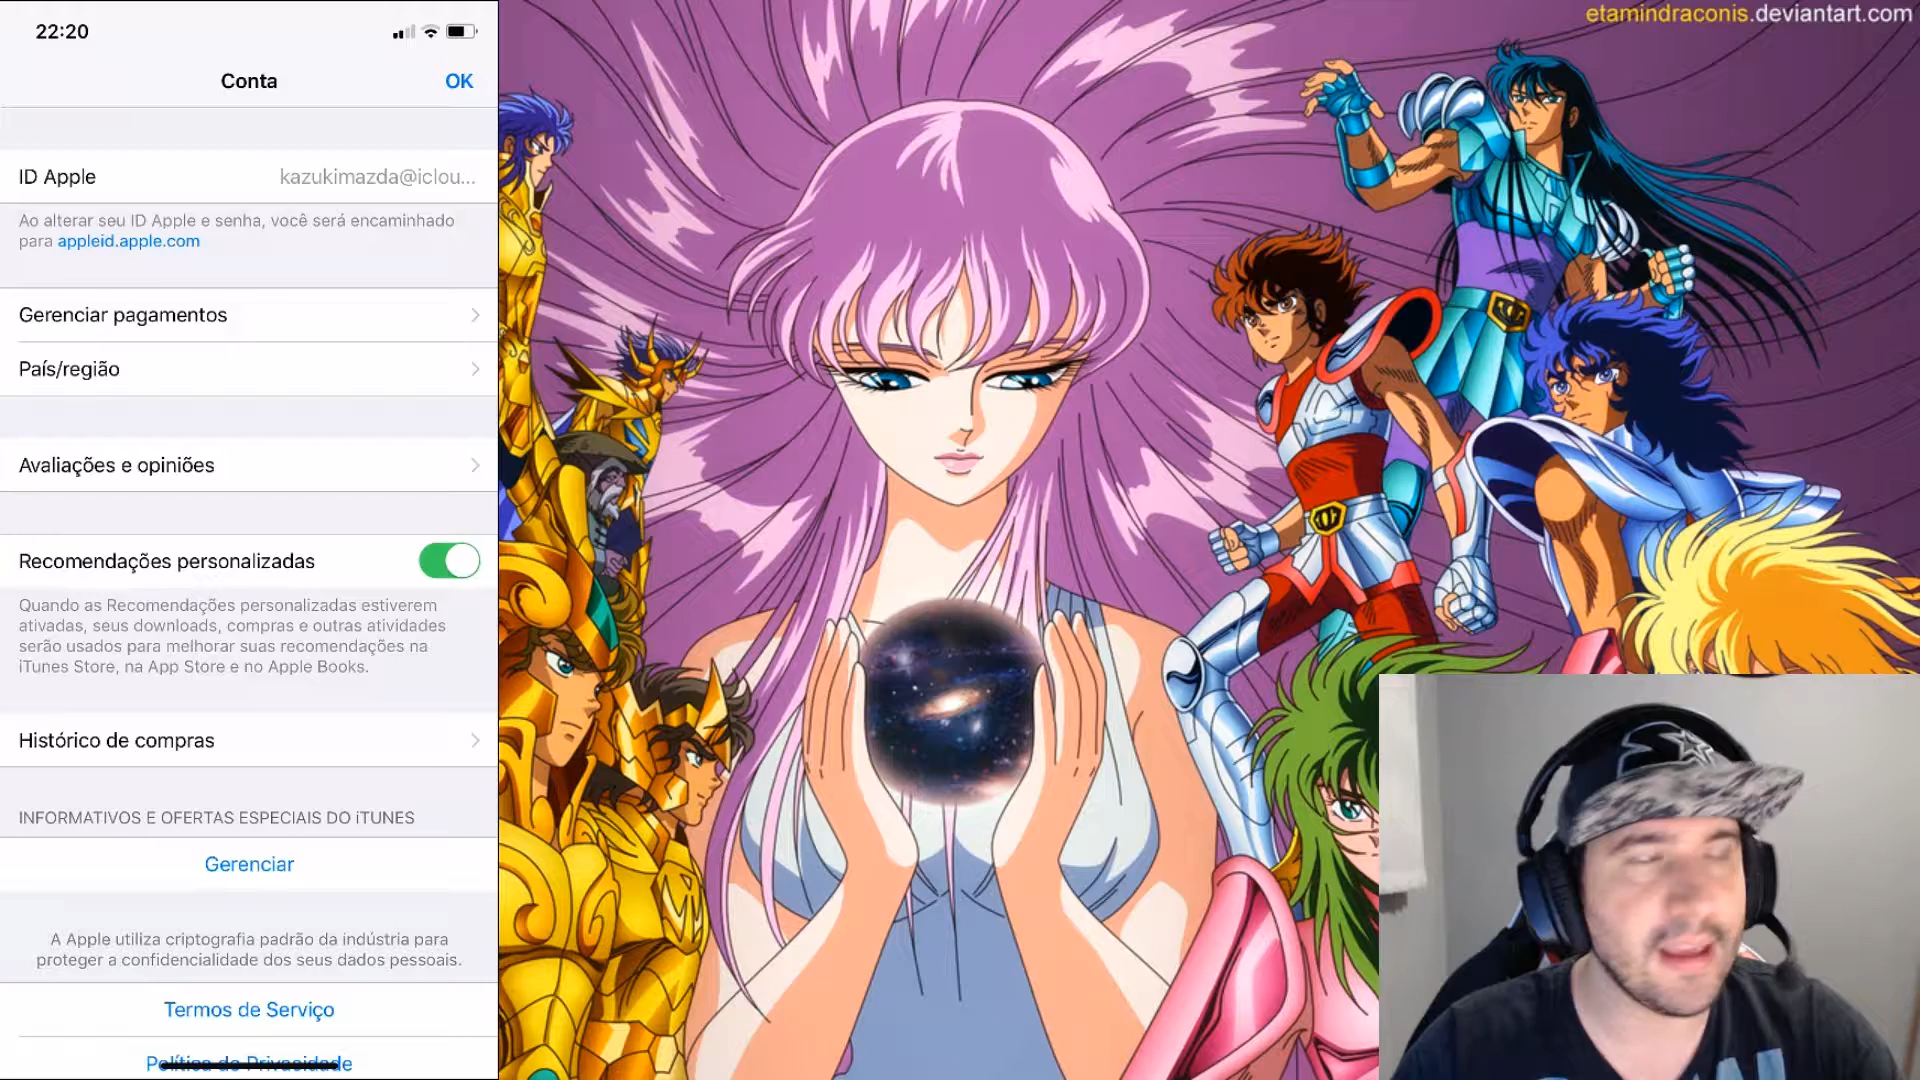 22:20
Conta
OK
ID Apple
kazukimazda@iclou...
Ao alterar seu ID Apple e senha, você será encaminhado
para appleid.apple.com
Gerenciar pagamentos
País/região
Avaliações e opiniões
Recomendações personalizadas
Quando as Recomendações personalizadas estiverem
ativadas, seus downloads, compras e outras atividades
serão usados para melhorar suas recomendações na
iTunes Store, na App Store e no Apple Books.
Histórico de compras
INFORMATIVOS E OFERTAS ESPECIAIS DO iTUNES
Gerenciar
A Apple utiliza criptografia padrão da indústria para
proteger a confidencialidade dos seus dados pessoais.
Termos de Serviço
Política de Privacidade
etamindraconis.deviantart.com